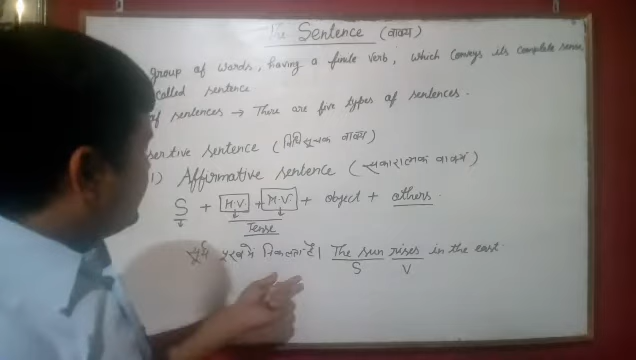 The Sentence (वाक्य)
group of words, having a finite verb, which conveys its complete sense,
called sentence
of sentences → There are five types of sentences.
sertive sentence (विधिसूचक वाक्य)
1) Affirmative sentence (सकारात्मक वाक्य)
S + H.V. + M.V. + object + others.
Tense
सूर्य पूरब में निकलता है। The sun rises in the east.
S V